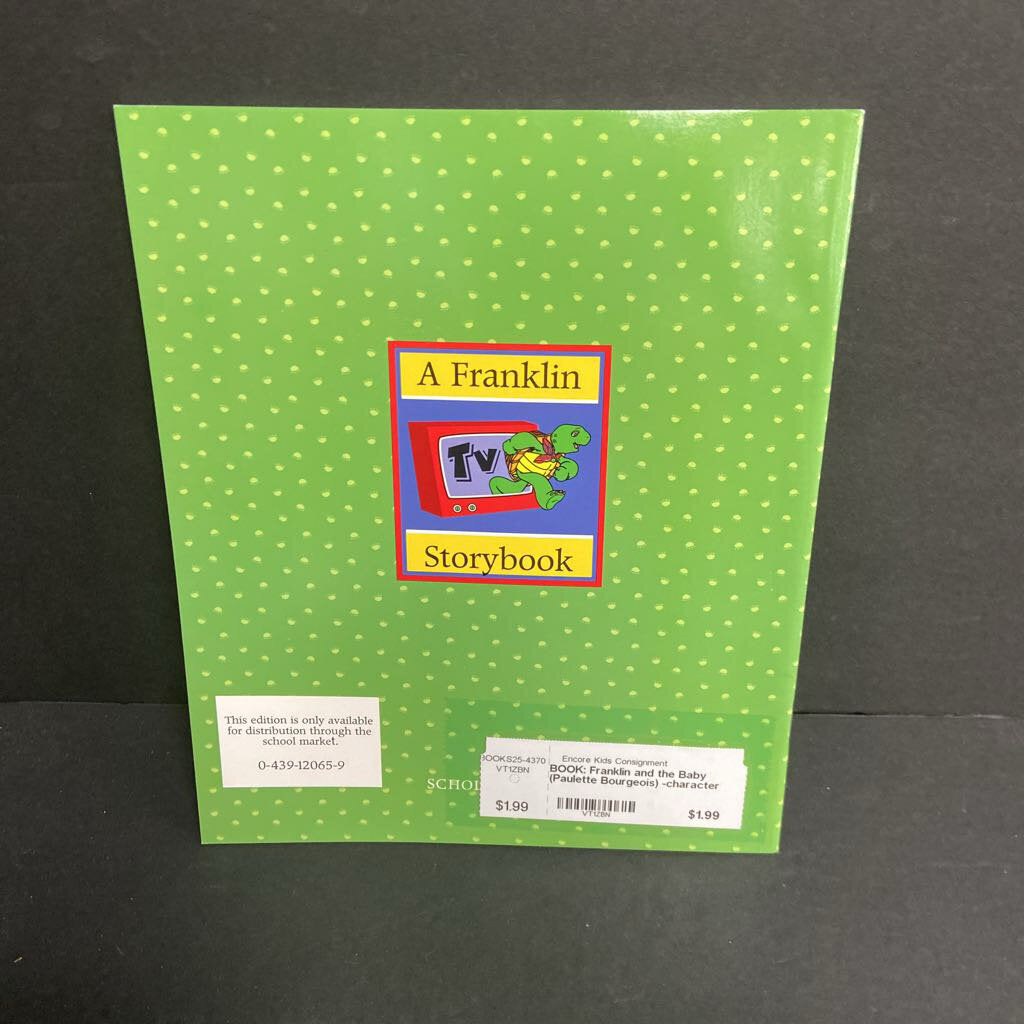 A Franklin
TV
Storybook
This edition is only available
for distribution through the
school market.
0-439-12065-9
BOOKS25-4370
VT1ZBN
$1.99
Encore Kids Consignment
BOOK: Franklin and the Baby
(Paulette Bourgeois) -character
VT1ZBN
$1.99